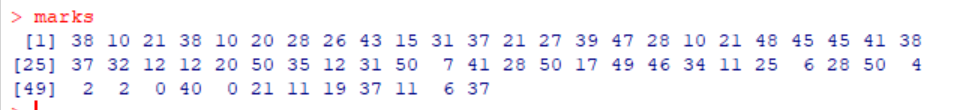 > marks
[1] 38 10 21 38 10 20 28 26 43 15 31 37 21 27 39 47 28 10 21 48 45 45 41 38
[25] 37 32 12 12 20 50 35 12 31 50 7 41 28 50 17 49 46 34 11 25 6 28 50 4
[49] 2 2 0 40 0 21 11 19 37 11 6 37
>